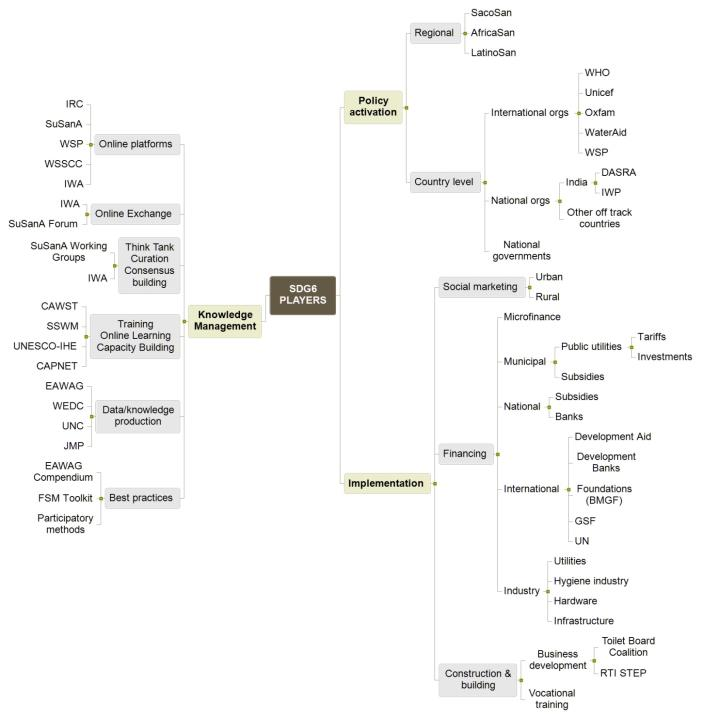 SDG6
PLAYERS
Knowledge
Management
Online platforms
IRC
SuSanA
WSP
WSSCC
IWA
Online Exchange
IWA
SuSanA Forum
Think Tank
Curation
Consensus
building
SuSanA Working
Groups
IWA
Training
Online Learning
Capacity Building
CAWST
SSWM
UNESCO-IHE
CAPNET
Data/knowledge
production
EAWAG
WEDC
UNC
JMP
Best practices
EAWAG
Compendium
FSM Toolkit
Participatory
methods
Policy
activation
Regional
SacoSan
AfricaSan
LatinoSan
Country level
International orgs
WHO
Unicef
Oxfam
WaterAid
WSP
National orgs
India
DASRA
IWP
Other off track
countries
National
governments
Implementation
Social marketing
Urban
Rural
Financing
Microfinance
Municipal
Public utilities
Tariffs
Investments
Subsidies
National
Subsidies
Banks
International
Development Aid
Development
Banks
Foundations
(BMGF)
GSF
UN
Industry
Utilities
Hygiene industry
Hardware
Infrastructure
Construction &
building
Business
development
Toilet Board
Coalition
RTI STEP
Vocational
training